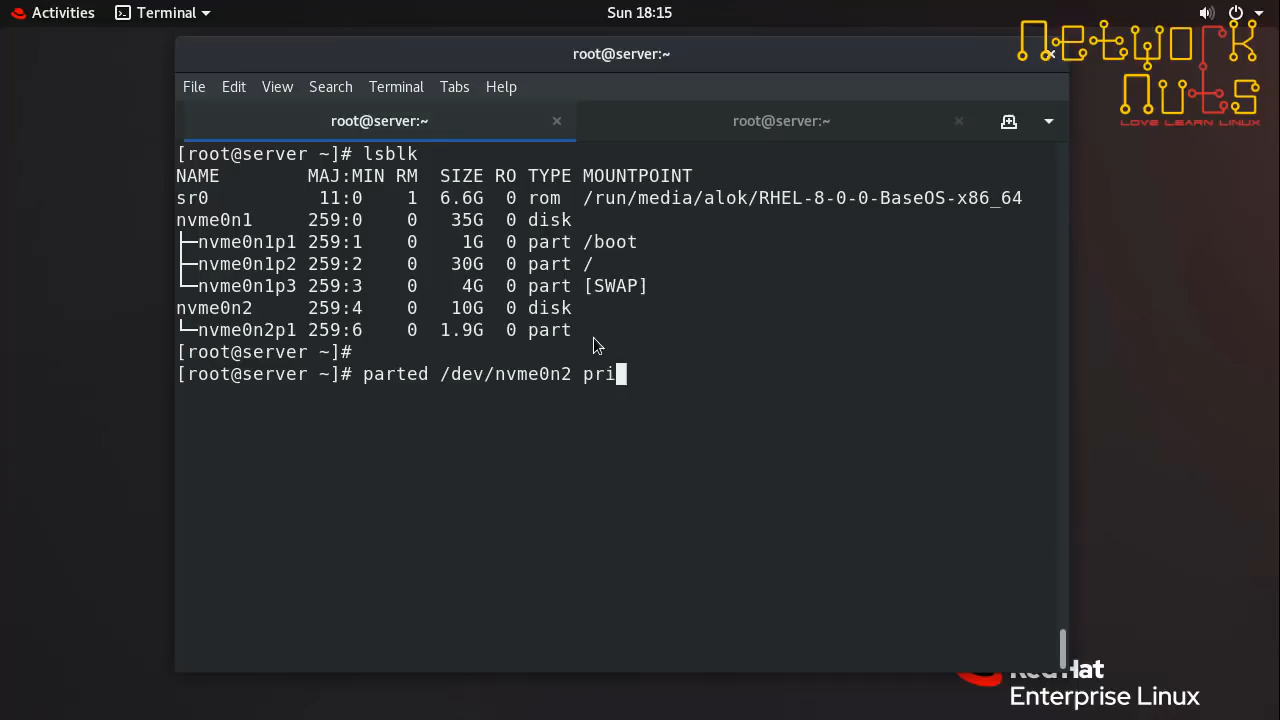 Activities Terminal Sun 18:15
root@server:~
File Edit View Search Terminal Tabs Help
root@server:~ × root@server:~ ×
[root@server ~]# lsblk
NAME        MAJ:MIN RM  SIZE RO TYPE MOUNTPOINT
sr0          11:0    1  6.6G  0 rom  /run/media/alok/RHEL-8-0-0-BaseOS-x86_64
nvme0n1     259:0    0   35G  0 disk
├─nvme0n1p1 259:1    0    1G  0 part /boot
├─nvme0n1p2 259:2    0   30G  0 part /
└─nvme0n1p3 259:3    0    4G  0 part [SWAP]
nvme0n2     259:4    0   10G  0 disk
└─nvme0n2p1 259:6    0  1.9G  0 part
[root@server ~]#
[root@server ~]# parted /dev/nvme0n2 pri
Network
Nuts
LOVE LEARN LINUX
Red Hat
Enterprise Linux